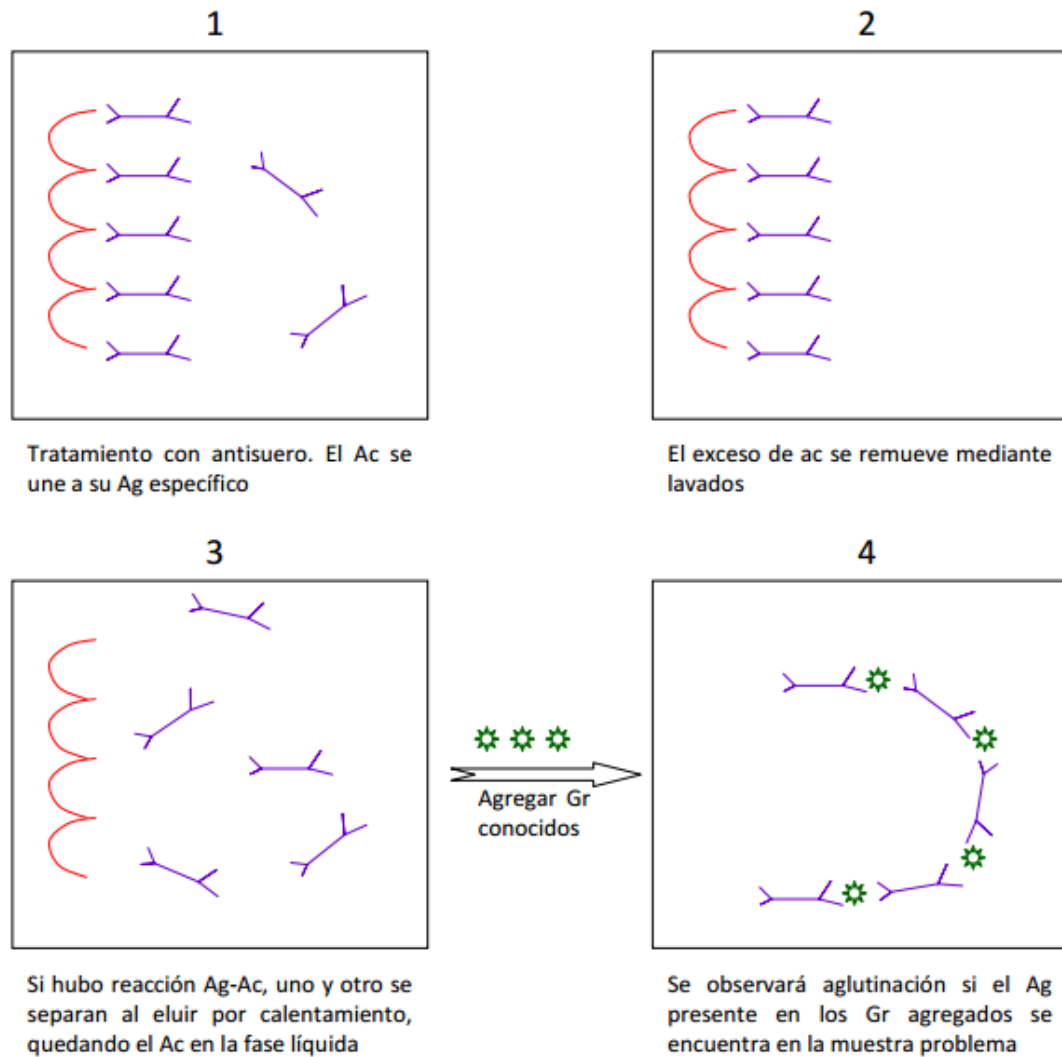 1
Tratamiento con antisuero. El Ac se
une a su Ag específico
2
El exceso de ac se remueve mediante
lavados
3
Si hubo reacción Ag-Ac, uno y otro se
separan al eluir por calentamiento,
quedando el Ac en la fase líquida
Agregar Gr
conocidos
4
Se observará aglutinación si el Ag
presente en los Gr agregados se
encuentra en la muestra problema